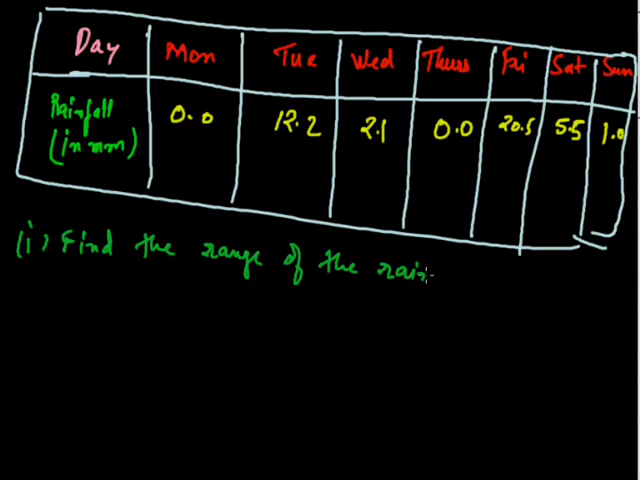 Day Mon Tue Wed Thurs Fri Sat Sun
Rainfall 0.0 12.2 2.1 0.0 20.5 5.5 1.0
(in mm)
(i) Find the range of the rain